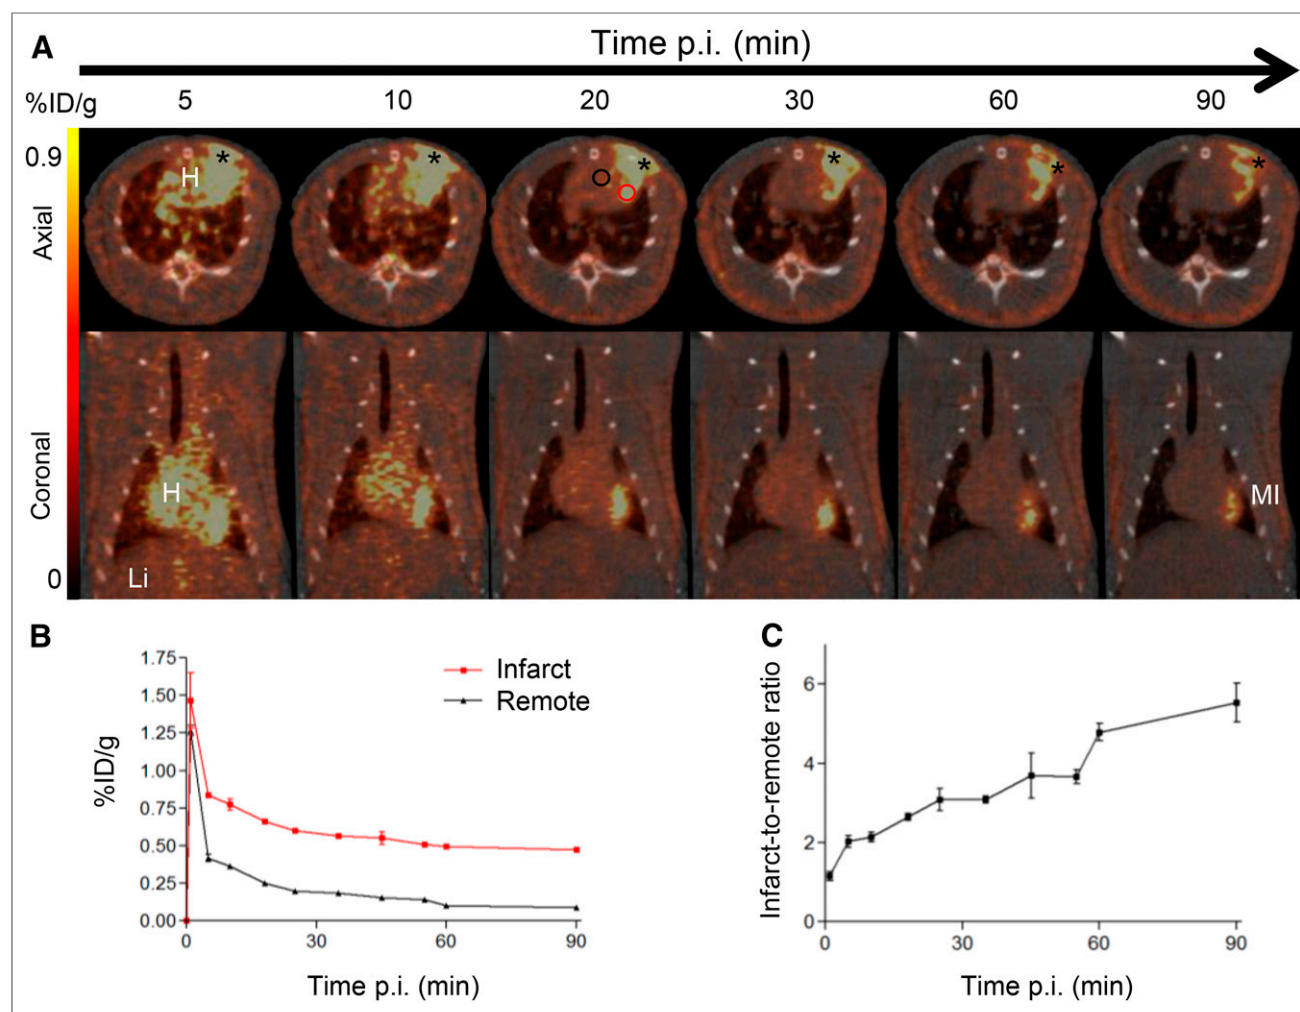 A
Time p.i. (min)
%ID/g 5 10 20 30 60 90
0.9
Axial
H * * * * * *
Coronal
H
MI
0
Li
B
1.75
1.50
1.25
1.00
0.75
0.50
0.25
0.00
%ID/g
Infarct
Remote
0 30 60 90
Time p.i. (min)
C
6
4
2
0
Infarct-to-remote ratio
0 30 60 90
Time p.i. (min)